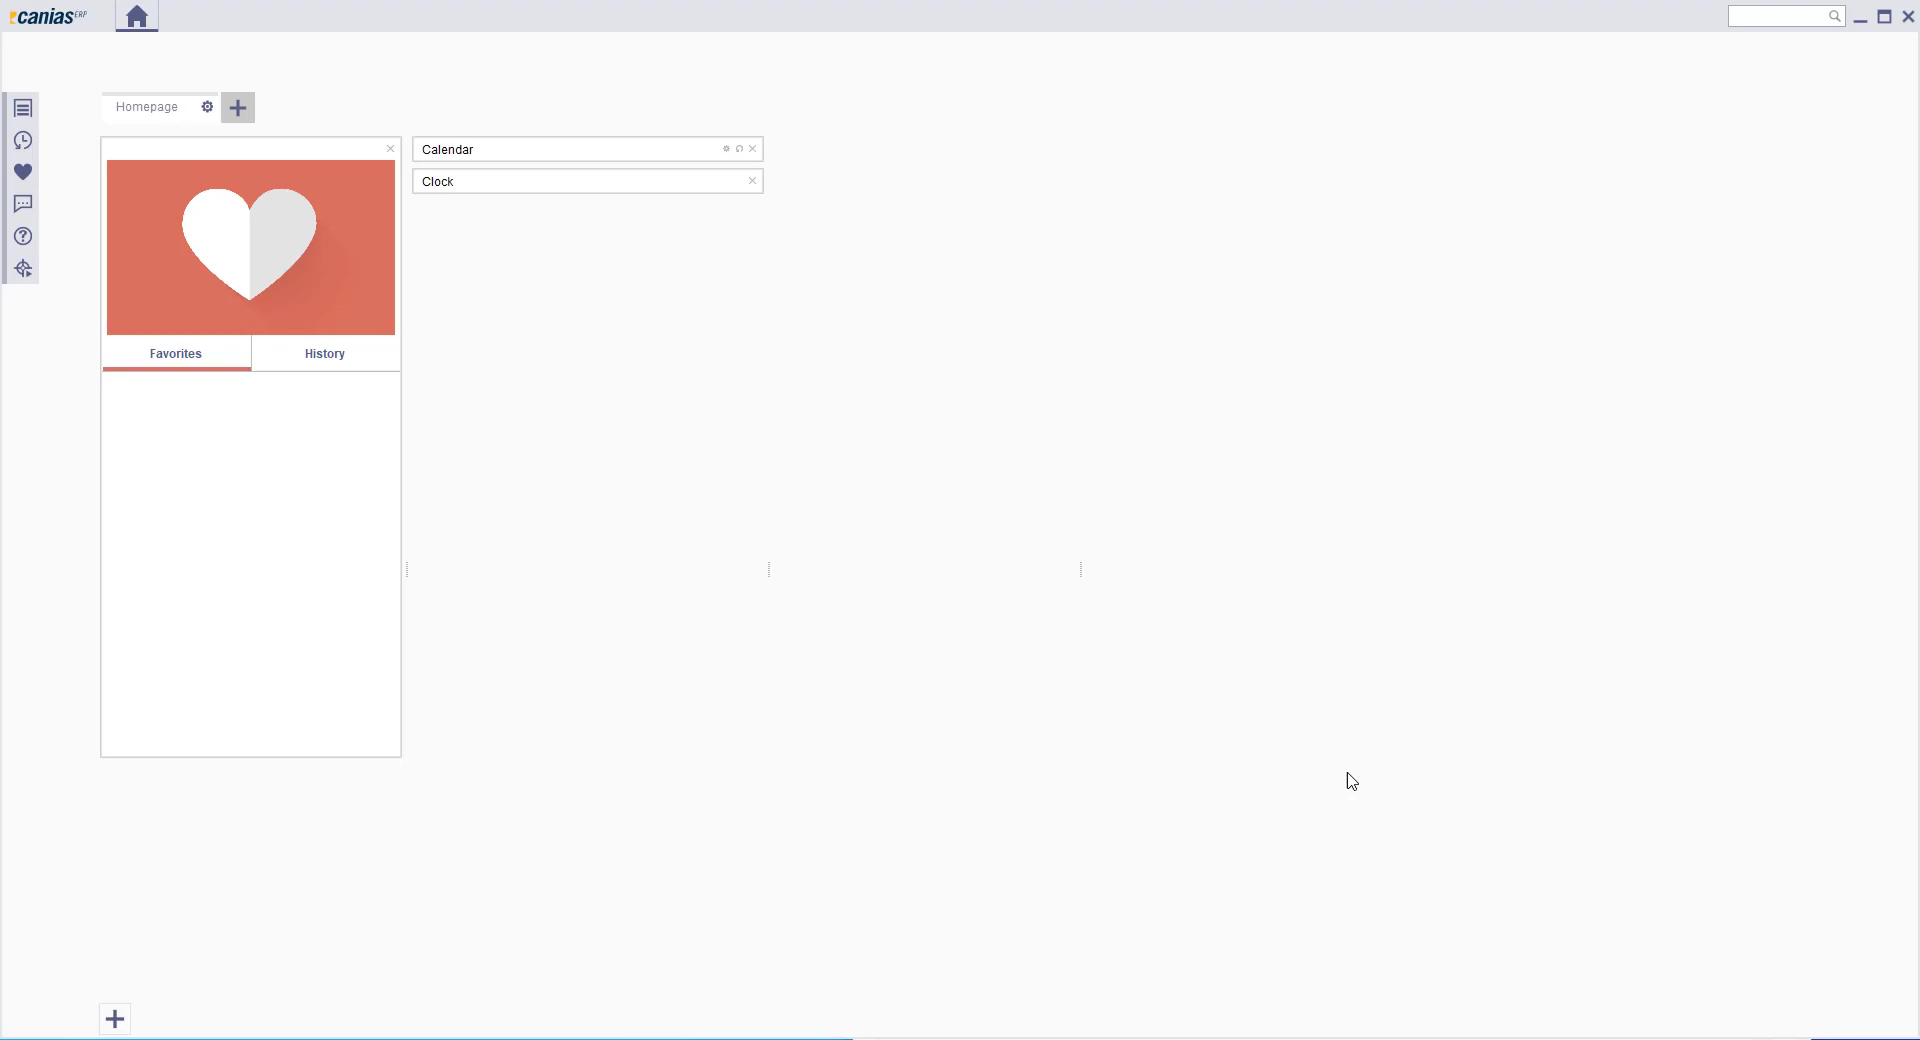 canias ERP
Homepage
Calendar
Clock
Favorites
History